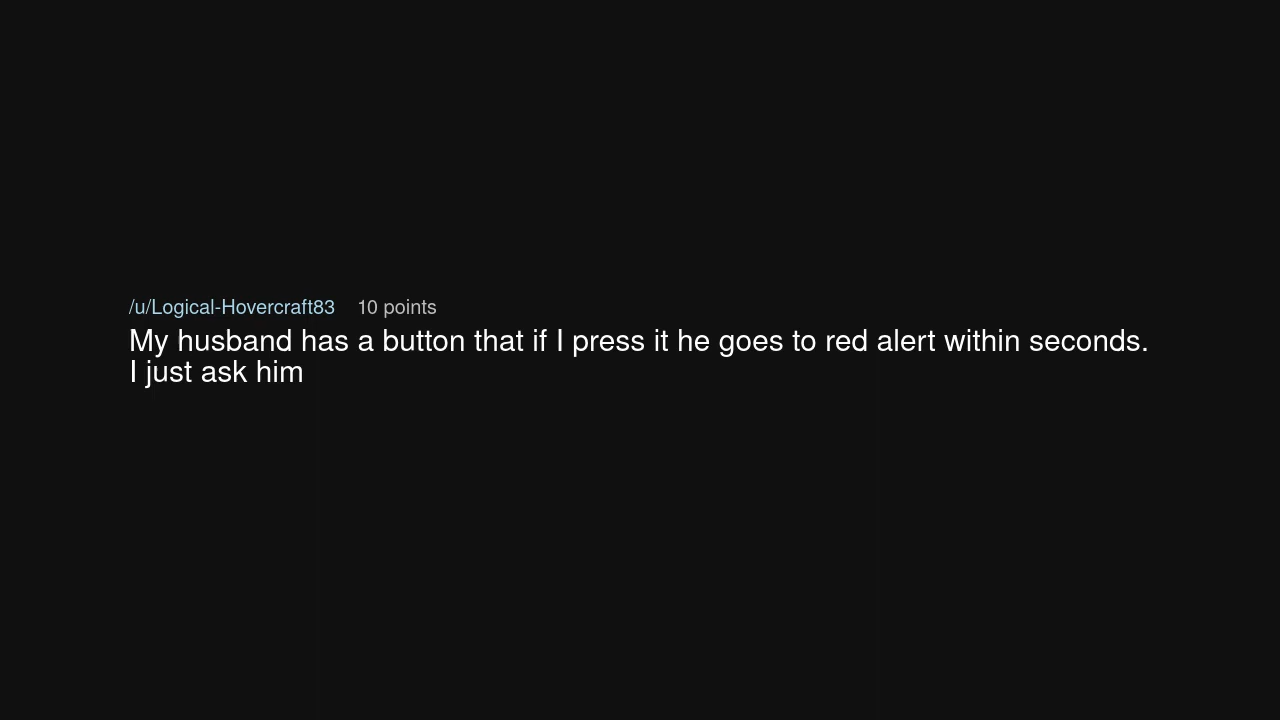 /u/Logical-Hovercraft83 10 points
My husband has a button that if I press it he goes to red alert within seconds.
I just ask him